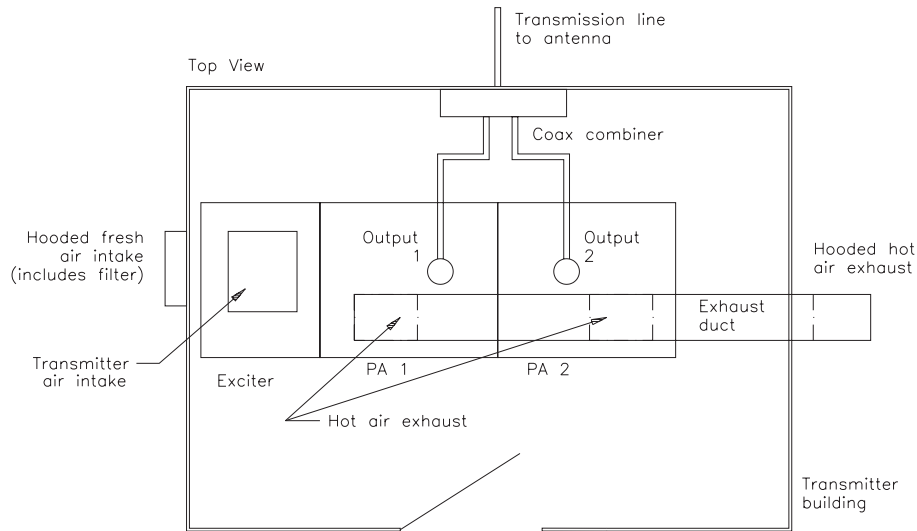 Transmission line
to antenna
Top View
Coax combiner
Hooded fresh
air intake
(includes filter)
Output
1
Output
2
Hooded hot
air exhaust
Exhaust
duct
Transmitter
air intake
Exciter
PA 1
PA 2
Hot air exhaust
Transmitter
building